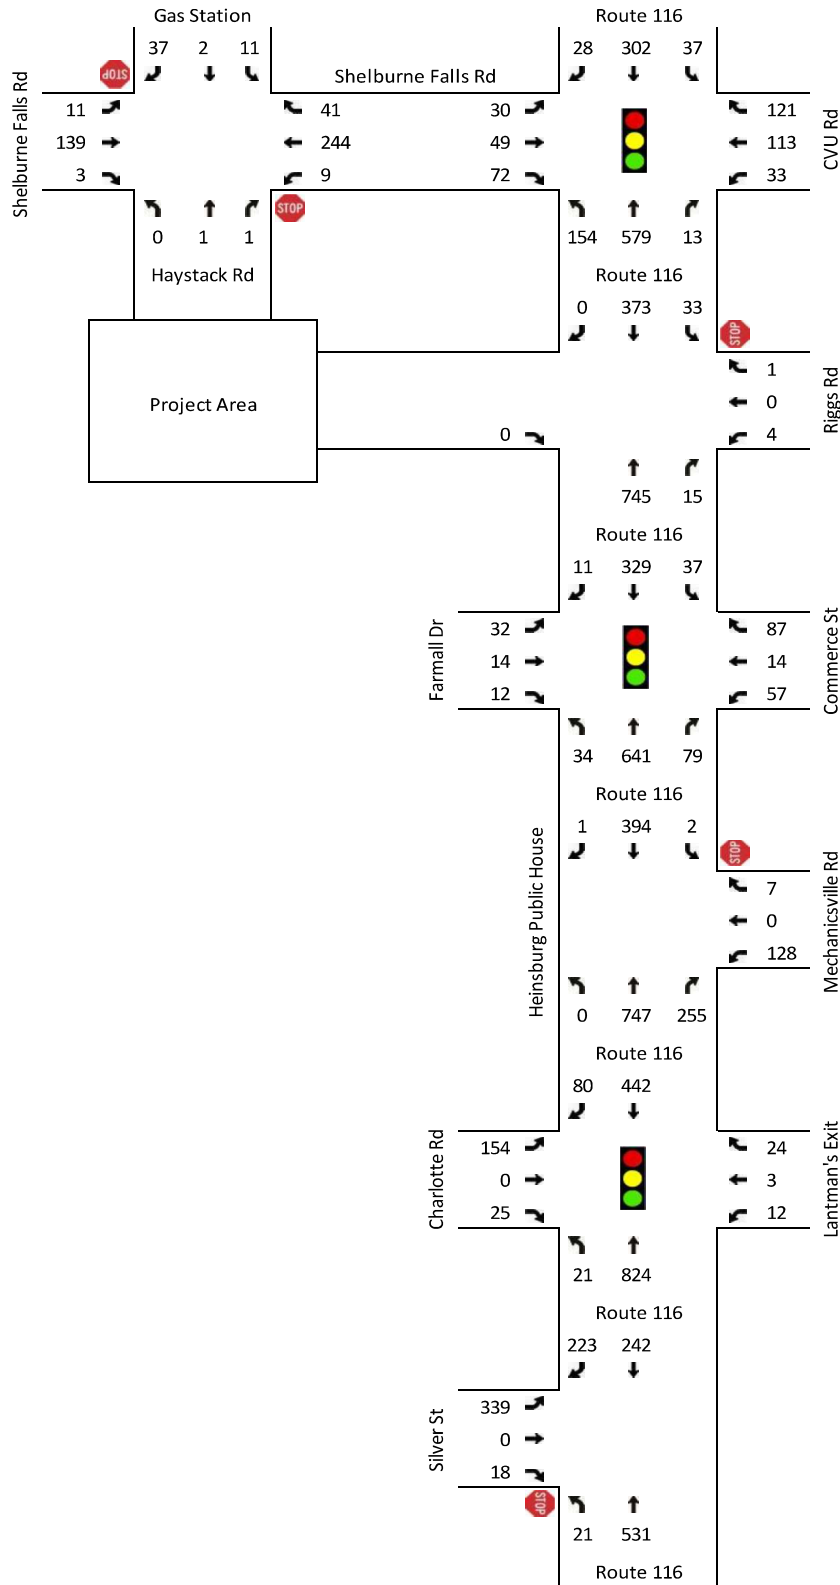 Gas Station
Route 116
37 2 11
28 302 37
STOP
Shelburne Falls Rd
Shelburne Falls Rd
11
41
30
121
139
244
49
113
CVU Rd
3
9
72
33
STOP
0 1 1
154 579 13
Haystack Rd
Route 116
0 373 33
STOP
1
Project Area
0
Riggs Rd
0
4
745 15
Route 116
11 329 37
32
87
Farmall Dr
14
14
Commerce St
12
57
34 641 79
Route 116
1 394 2
STOP
Heinsburg Public House
7
0
Mechanicsville Rd
128
0 747 255
Route 116
80 442
154
24
Charlotte Rd
0
3
Lantman's Exit
25
12
21 824
Route 116
223 242
339
Silver St
0
18
STOP
21 531
Route 116